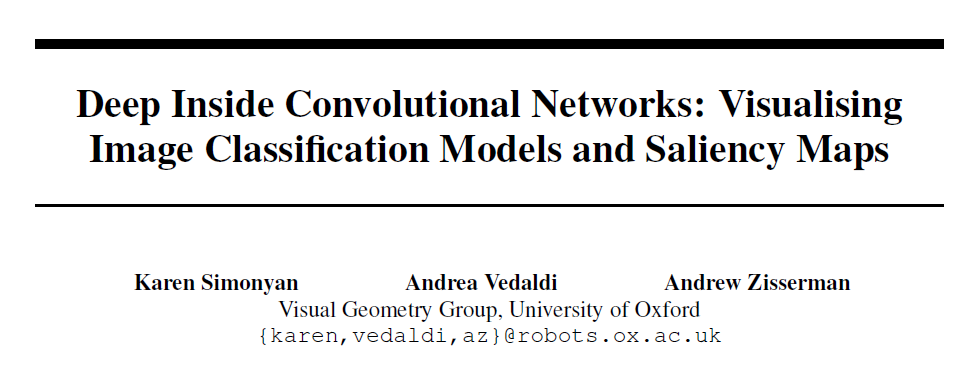 Deep Inside Convolutional Networks: Visualising
Image Classification Models and Saliency Maps
Karen Simonyan Andrea Vedaldi Andrew Zisserman
Visual Geometry Group, University of Oxford
{karen,vedaldi,az}@robots.ox.ac.uk